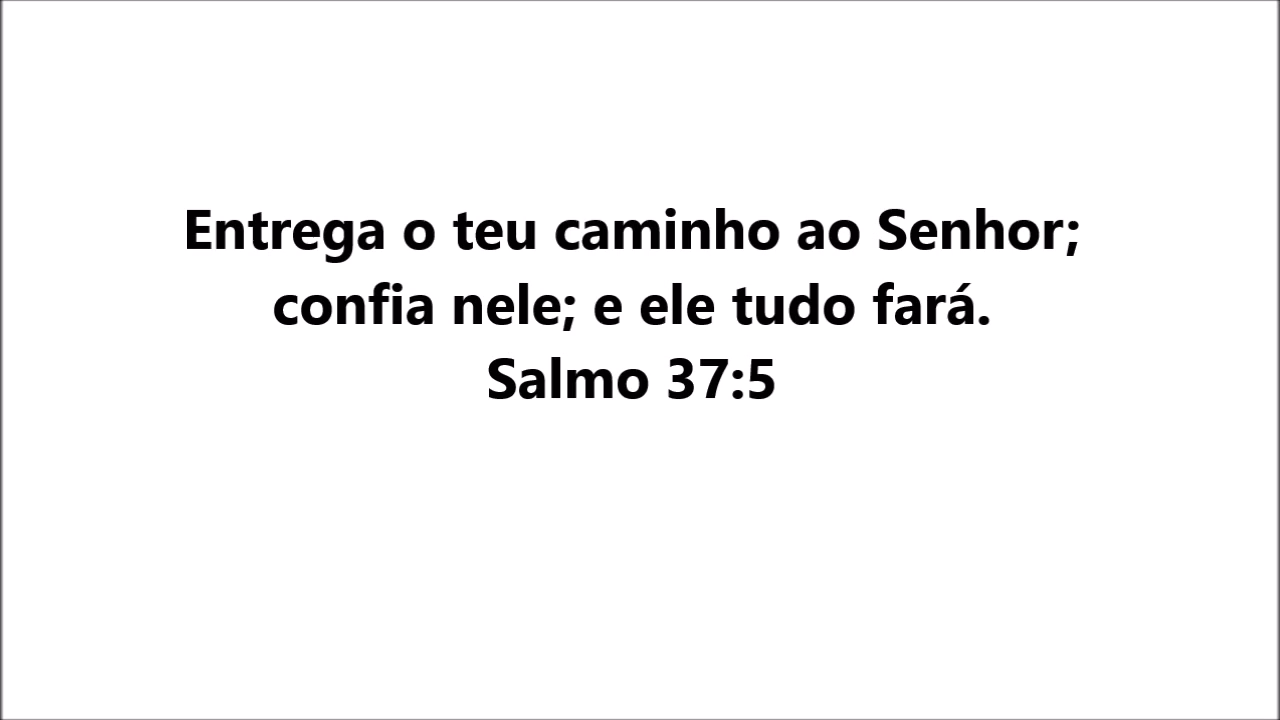 Entrega o teu caminho ao Senhor;
confia nele; e ele tudo fará.
Salmo 37:5